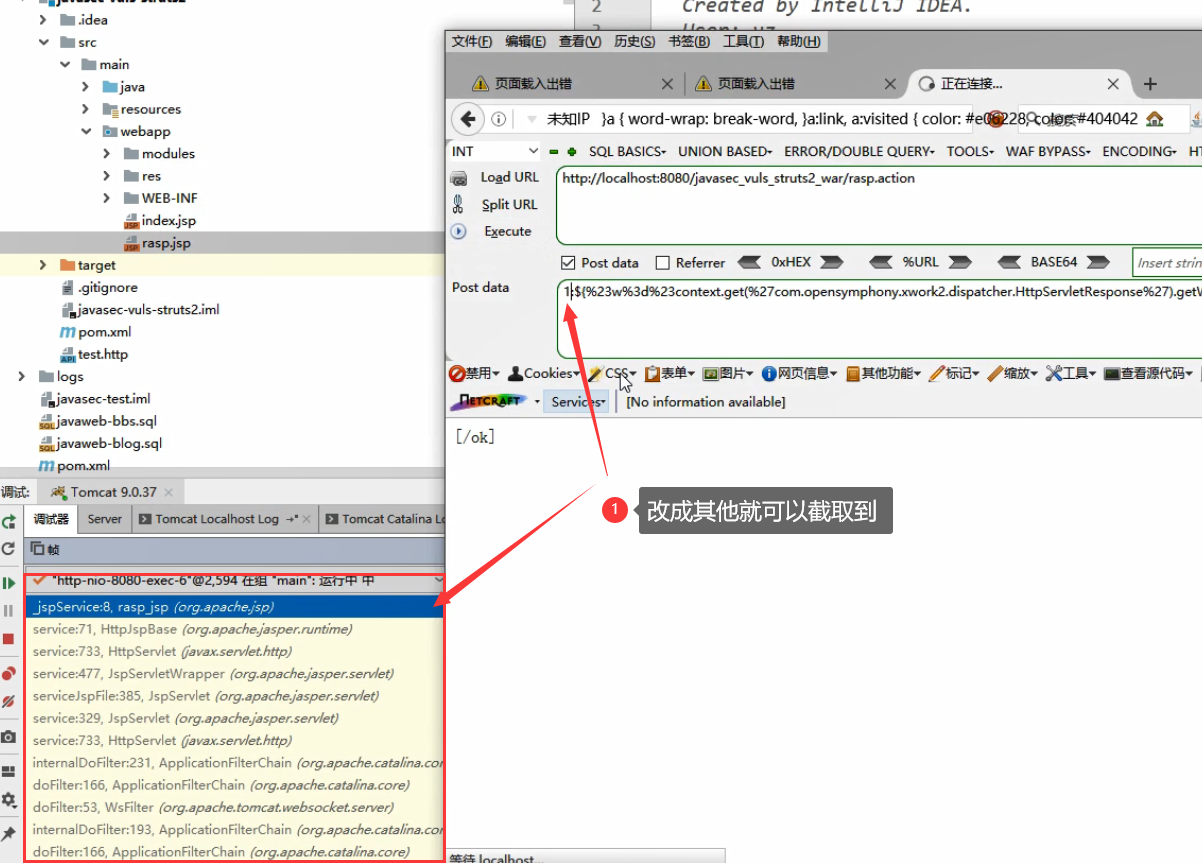 javasec-vuls-struts2
.idea
src
main
java
resources
webapp
modules
res
WEB-INF
index.jsp
rasp.jsp
target
.gitignore
javasec-vuls-struts2.iml
pom.xml
test.http
logs
javasec-test.iml
javaweb-bbs.sql
javaweb-blog.sql
pom.xml
2
Created by IntelliJ IDEA.
3
User: yz
文件(F) 编辑(E) 查看(V) 历史(S) 书签(B) 工具(T) 帮助(H)
页面载入出错
页面载入出错
正在连接...
未知IP }a { word-wrap: break-word, }a:link, a:visited { color: #e06228, color: #404042
搜索
INT
SQL BASICS UNION BASED ERROR/DOUBLE QUERY TOOLS WAF BYPASS ENCODING
Load URL
http://localhost:8080/javasec_vuls_struts2_war/rasp.action
Split URL
Execute
Post data Referrer 0xHEX %URL BASE64 Insert strin
Post data
1;${%23w%3d%23context.get(%27com.opensymphony.xwork2.dispatcher.HttpServletResponse%27).getW
禁用 Cookies CSS 表单 图片 网页信息 其他功能 标记 缩放 工具 查看源代码
NETCRAFT Services [No information available]
[/ok]
1 改成其他就可以截取到
调试: Tomcat 9.0.37
调试器 Server Tomcat Localhost Log Tomcat Catalina Lo
帧
"http-nio-8080-exec-6"@2,594 在组 "main": 运行中 中
_jspService:8, rasp_jsp (org.apache.jsp)
service:71, HttpJspBase (org.apache.jasper.runtime)
service:733, HttpServlet (javax.servlet.http)
service:477, JspServletWrapper (org.apache.jasper.servlet)
serviceJspFile:385, JspServlet (org.apache.jasper.servlet)
service:329, JspServlet (org.apache.jasper.servlet)
service:733, HttpServlet (javax.servlet.http)
internalDoFilter:231, ApplicationFilterChain (org.apache.catalina.cor
doFilter:166, ApplicationFilterChain (org.apache.catalina.core)
doFilter:53, WsFilter (org.apache.tomcat.websocket.server)
internalDoFilter:193, ApplicationFilterChain (org.apache.catalina.cor
doFilter:166, ApplicationFilterChain (org.apache.catalina.core)
等待 localhost...